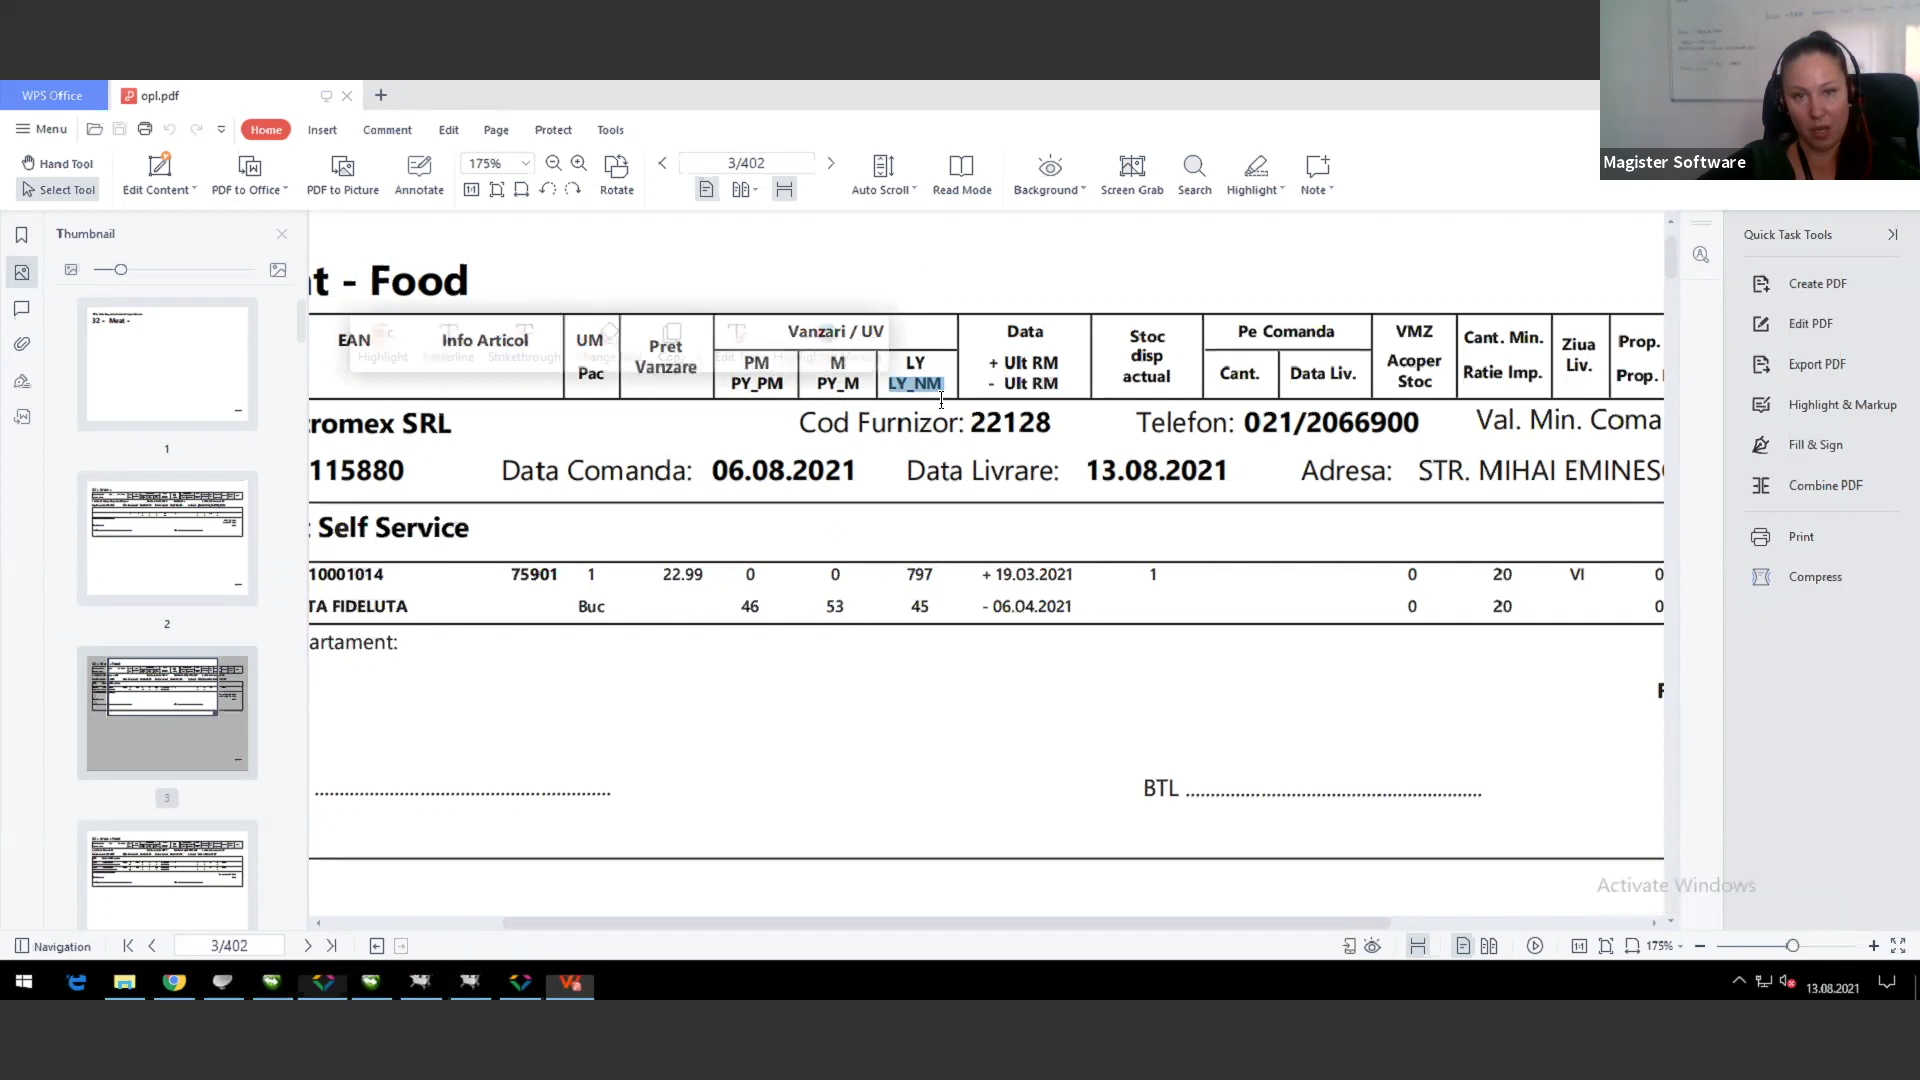 WPS Office
opl.pdf
Magister Software
Menu
Home Insert Comment Edit Page Protect Tools
Hand Tool
Select Tool
Edit Content
PDF to Office
PDF to Picture
Annotate
175%
Rotate
3/402
Auto Scroll
Read Mode
Background
Screen Grab
Search
Highlight
Note
Thumbnail
1
2
3
t - Food
EAN Info Articol UM Pac Pret Vanzare Vanzari / UV
PM M LY
PY_PM PY_M LY_NM
Data
+ Ult RM
- Ult RM
Stoc disp actual
Pe Comanda
Cant. Data Liv.
VMZ
Acoper Stoc
Cant. Min.
Ratie Imp.
Ziua Liv.
Prop.
Prop.
Highlight Strikethrough
romex SRL Cod Furnizor: 22128 Telefon: 021/2066900 Val. Min. Coma
115880 Data Comanda: 06.08.2021 Data Livrare: 13.08.2021 Adresa: STR. MIHAI EMINES
Self Service
10001014 75901 1 22.99 0 0 797 + 19.03.2021 1 0 20 VI 0
TA FIDELUTA Buc 46 53 45 - 06.04.2021 0 20 0
artament:
BTL
Quick Task Tools
Create PDF
Edit PDF
Export PDF
Highlight & Markup
Fill & Sign
Combine PDF
Print
Compress
Activate Windows
Navigation
3/402
175%
13.08.2021